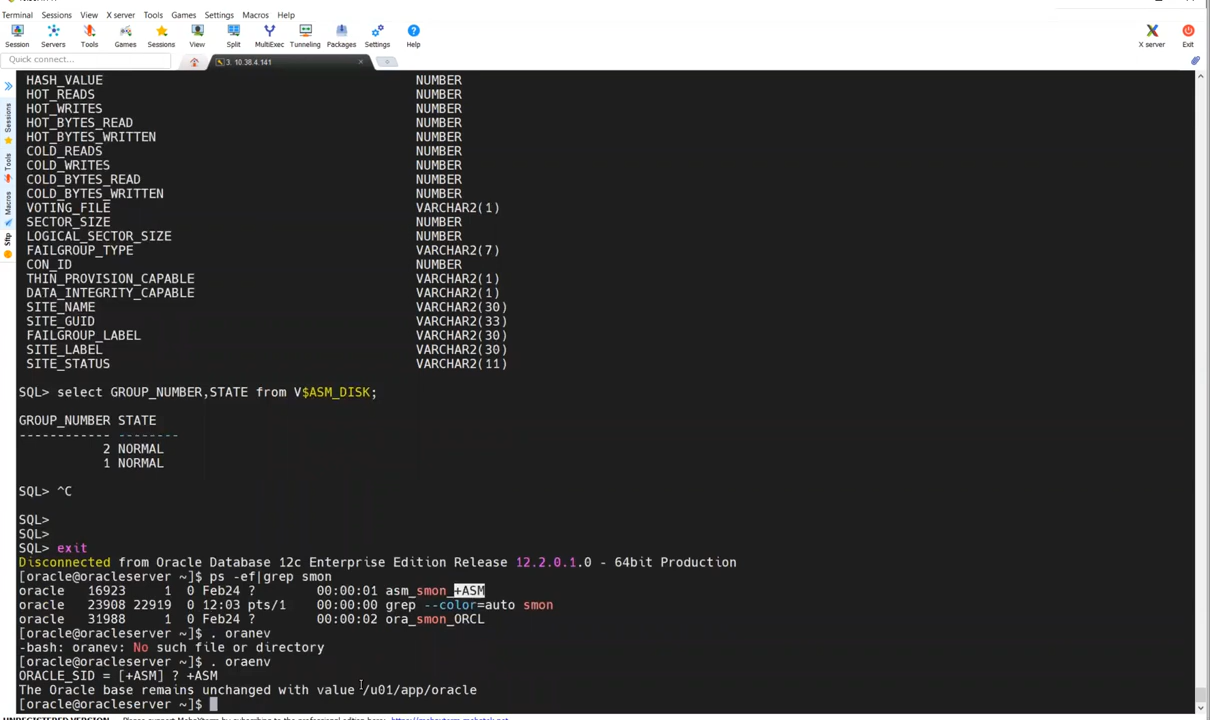 Terminal Sessions View X server Tools Games Settings Macros Help
Session Servers Tools Games Sessions View Split MultiExec Tunneling Packages Settings Help X server Exit
Quick connect... 3. 10.38.4.141
Sessions
Tools
Macros
Sftp
HASH_VALUE NUMBER
HOT_READS NUMBER
HOT_WRITES NUMBER
HOT_BYTES_READ NUMBER
HOT_BYTES_WRITTEN NUMBER
COLD_READS NUMBER
COLD_WRITES NUMBER
COLD_BYTES_READ NUMBER
COLD_BYTES_WRITTEN NUMBER
VOTING_FILE VARCHAR2(1)
SECTOR_SIZE NUMBER
LOGICAL_SECTOR_SIZE NUMBER
FAILGROUP_TYPE VARCHAR2(7)
CON_ID NUMBER
THIN_PROVISION_CAPABLE VARCHAR2(1)
DATA_INTEGRITY_CAPABLE VARCHAR2(1)
SITE_NAME VARCHAR2(30)
SITE_GUID VARCHAR2(33)
FAILGROUP_LABEL VARCHAR2(30)
SITE_LABEL VARCHAR2(30)
SITE_STATUS VARCHAR2(11)
SQL> select GROUP_NUMBER,STATE from V$ASM_DISK;
GROUP_NUMBER STATE
------------ --------
2 NORMAL
1 NORMAL
SQL> ^C
SQL>
SQL>
SQL> exit
Disconnected from Oracle Database 12c Enterprise Edition Release 12.2.0.1.0 - 64bit Production
[oracle@oracleserver ~]$ ps -ef|grep smon
oracle 16923 1 0 Feb24 ? 00:00:01 asm_smon_+ASM
oracle 23908 22919 0 12:03 pts/1 00:00:00 grep --color=auto smon
oracle 31988 1 0 Feb24 ? 00:00:02 ora_smon_ORCL
[oracle@oracleserver ~]$ . oranev
-bash: oranev: No such file or directory
[oracle@oracleserver ~]$ . oraenv
ORACLE_SID = [+ASM] ? +ASM
The Oracle base remains unchanged with value /u01/app/oracle
[oracle@oracleserver ~]$